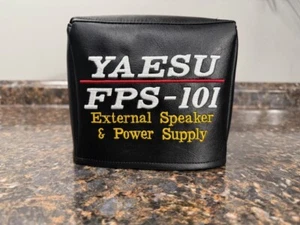 YAESU
FPS-101
External Speaker
& Power Supply